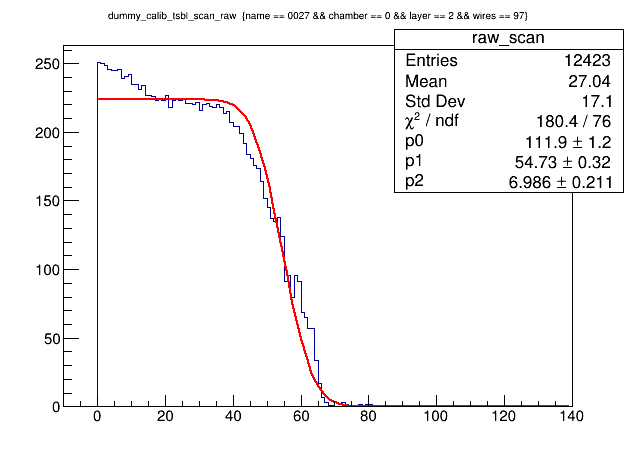 dummy_calib_tsbl_scan_raw {name == 0027 && chamber == 0 && layer == 2 && wires == 97}
raw_scan
Entries 12423
Mean 27.04
Std Dev 17.1
χ² / ndf 180.4 / 76
p0 111.9 ± 1.2
p1 54.73 ± 0.32
p2 6.986 ± 0.211
250
200
150
100
50
0
0 20 40 60 80 100 120 140